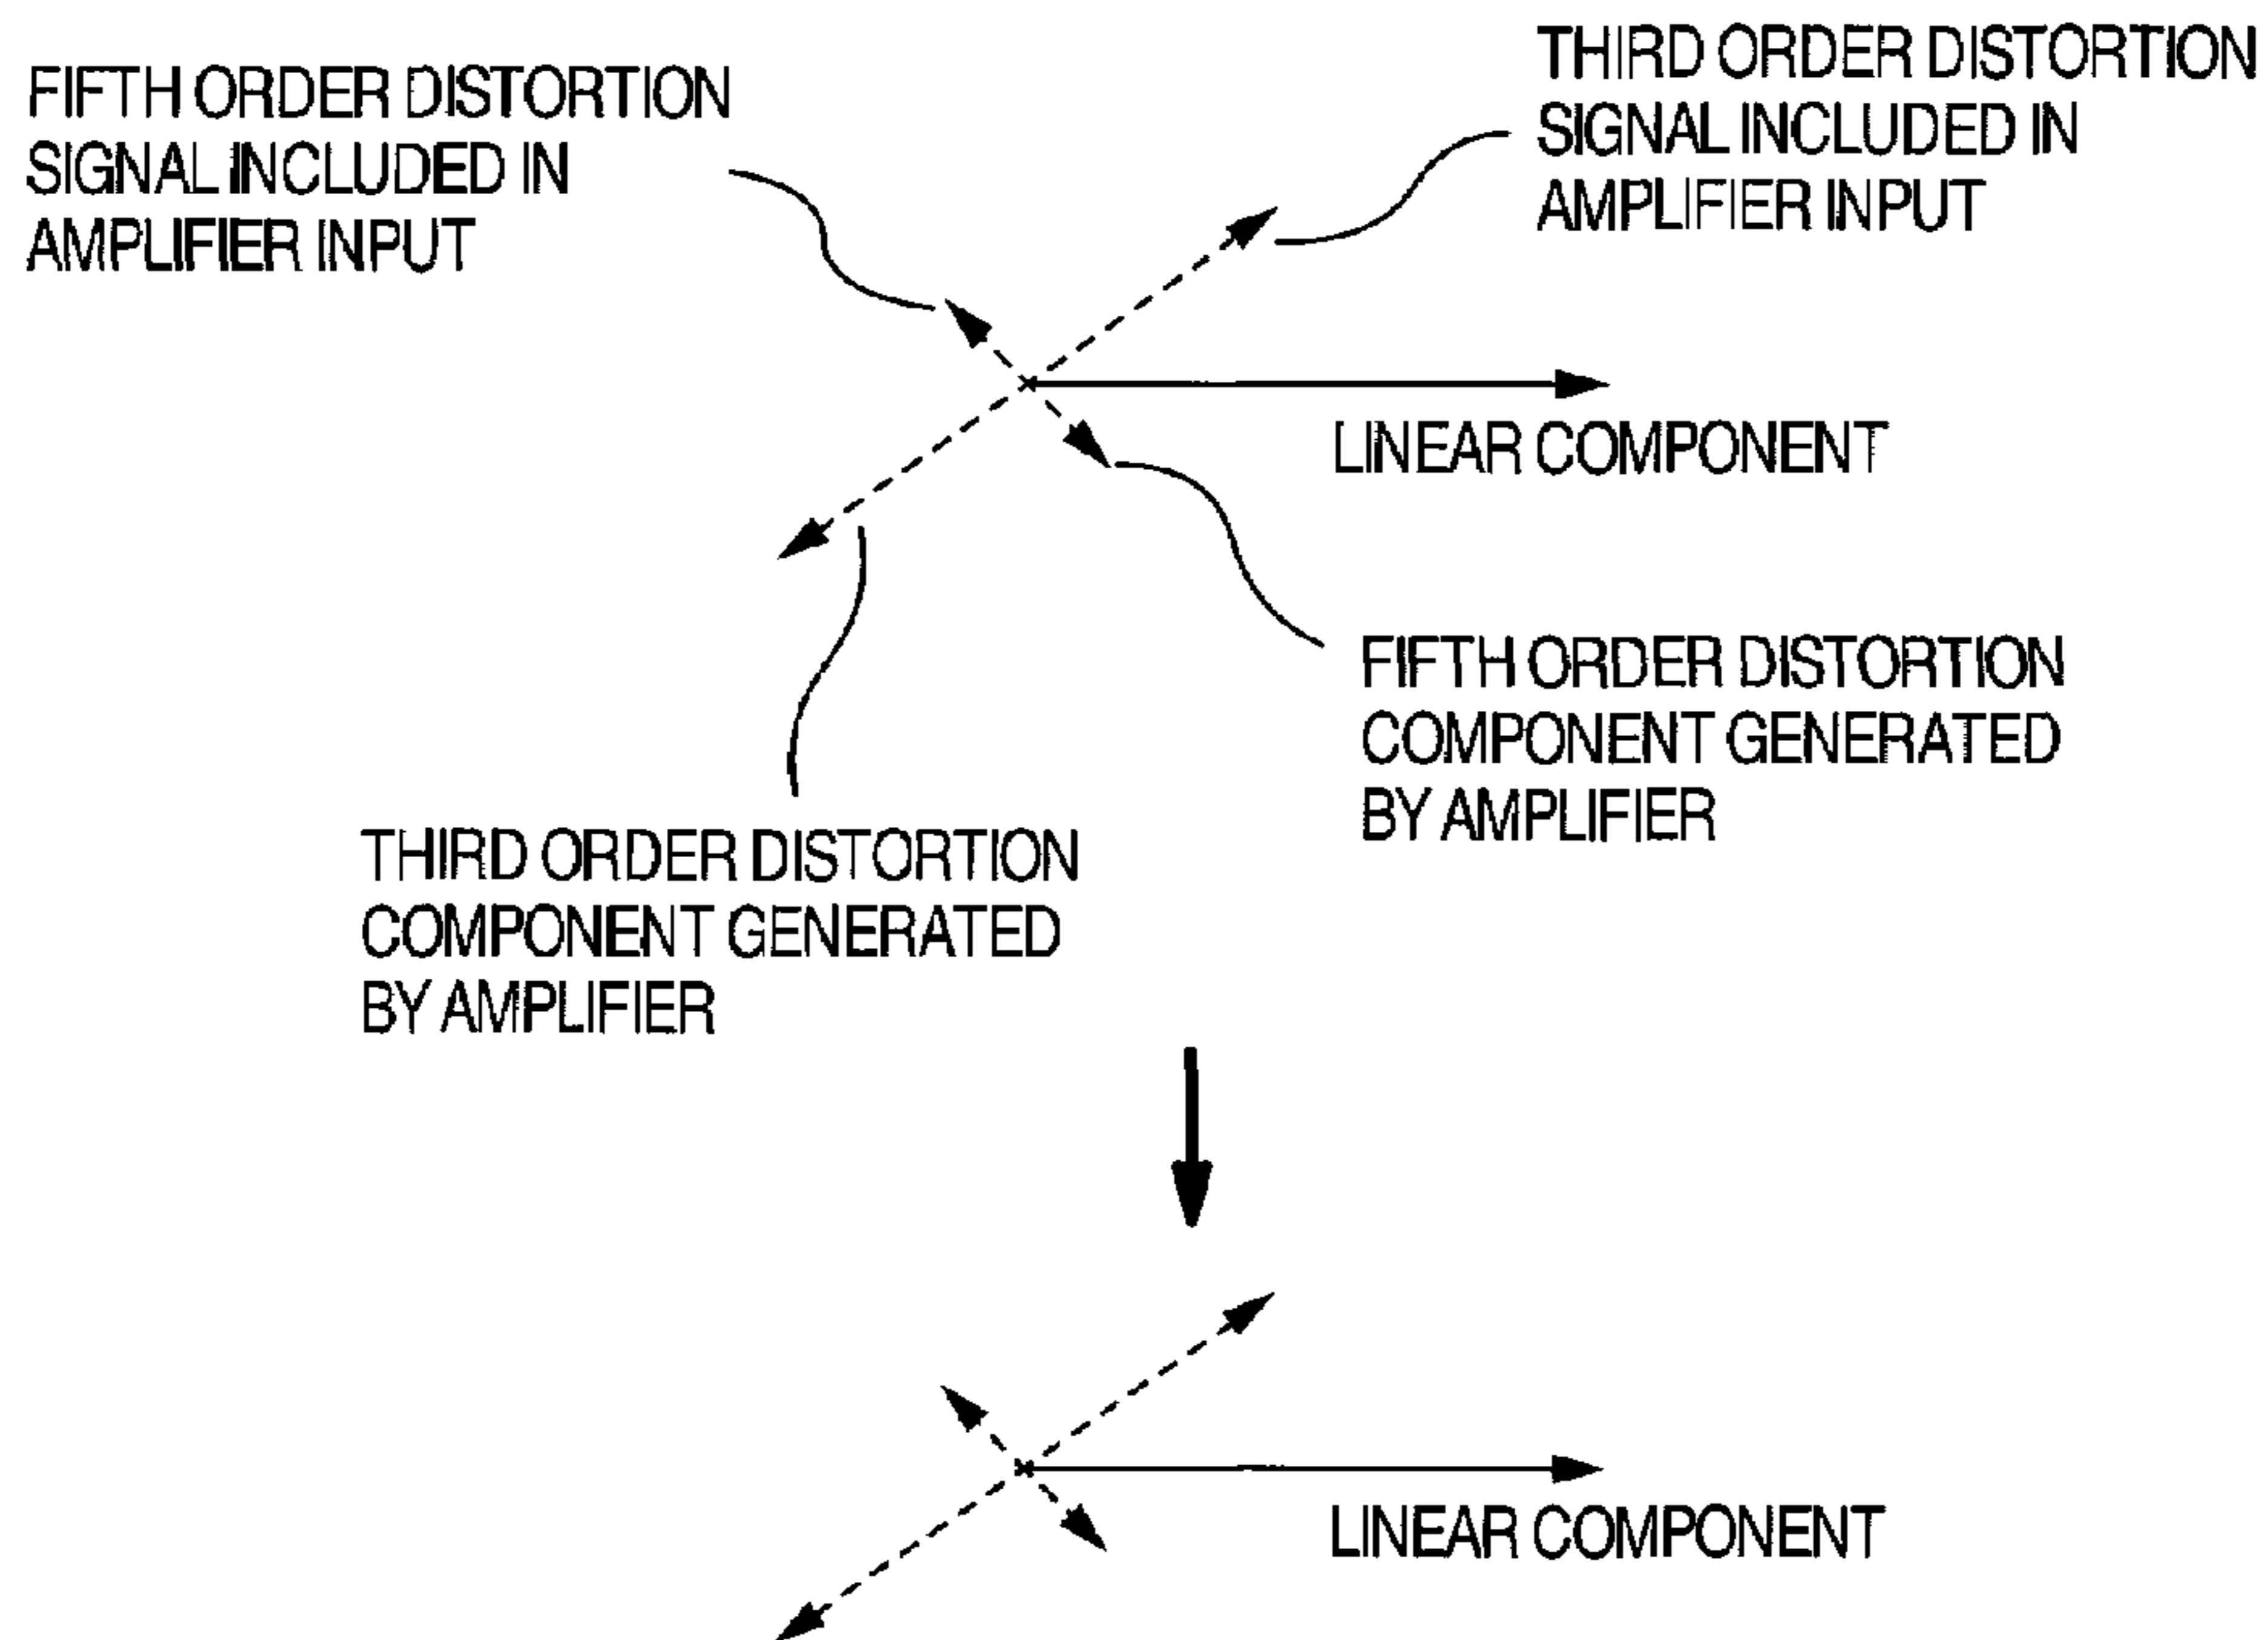 FIFTH ORDER DISTORTION
SIGNAL INCLUDED IN
AMPLIFIER INPUT
THIRD ORDER DISTORTION
SIGNAL INCLUDED IN
AMPLIFIER INPUT
LINEAR COMPONENT
FIFTH ORDER DISTORTION
COMPONENT GENERATED
BY AMPLIFIER
THIRD ORDER DISTORTION
COMPONENT GENERATED
BY AMPLIFIER
LINEAR COMPONENT